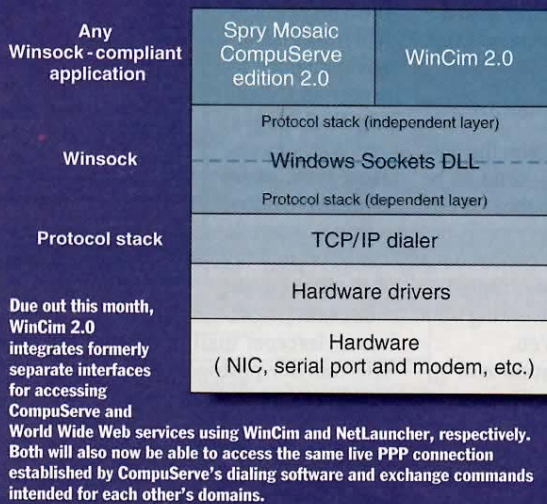 Any
Winsock-compliant
application
Spry Mosaic
CompuServe
edition 2.0
WinCim 2.0
Winsock
Protocol stack (independent layer)
Windows Sockets DLL
Protocol stack (dependent layer)
Protocol stack
TCP/IP dialer
Hardware drivers
Hardware
( NIC, serial port and modem, etc.)
Due out this month,
WinCim 2.0
integrates formerly
separate interfaces
for accessing
CompuServe and
World Wide Web services using WinCim and NetLauncher, respectively.
Both will also now be able to access the same live PPP connection
established by CompuServe's dialing software and exchange commands
intended for each other's domains.